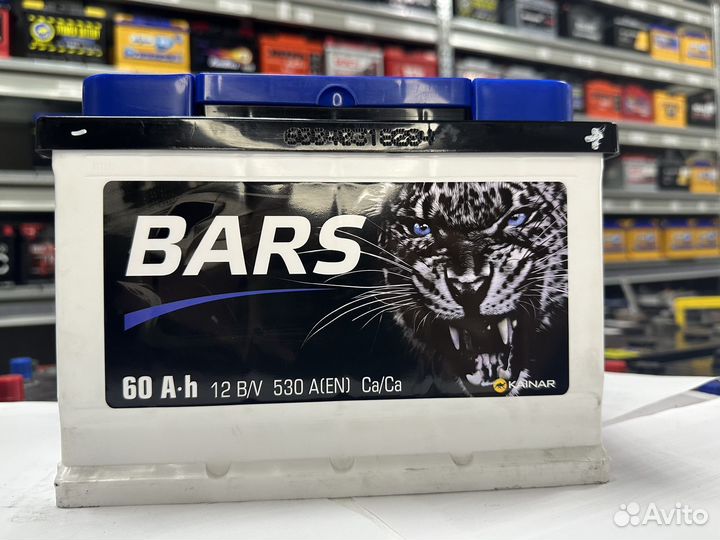 BARS
60 A·h 12 B/V 530 A(EN) Ca/Ca
KAINAR
Avito